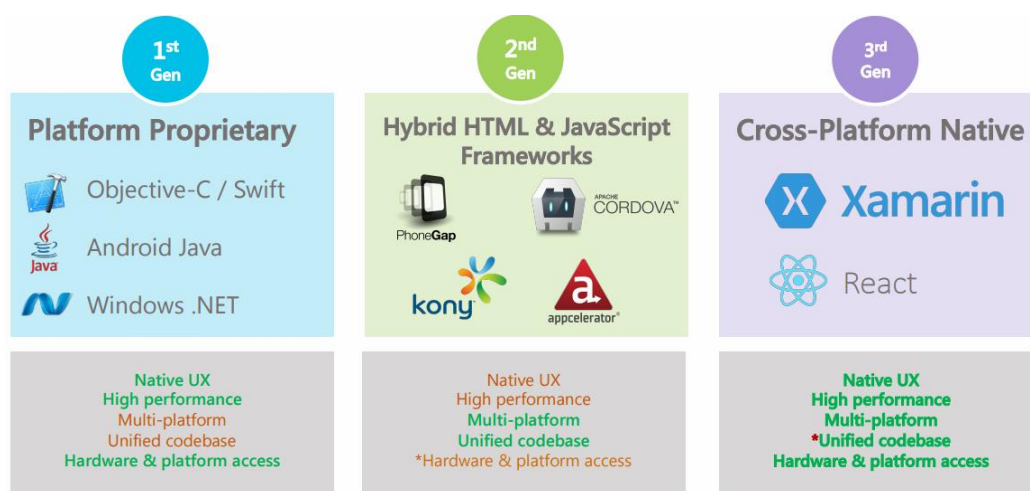 1st
Gen
Platform Proprietary
Objective-C / Swift
Java
Android Java
Windows .NET
Native UX
High performance
Multi-platform
Unified codebase
Hardware & platform access
2nd
Gen
Hybrid HTML & JavaScript
Frameworks
PhoneGap
APACHE
CORDOVA™
kony
a
appcelerator®
Native UX
High performance
Multi-platform
Unified codebase
*Hardware & platform access
3rd
Gen
Cross-Platform Native
X
Xamarin
React
Native UX
High performance
Multi-platform
*Unified codebase
Hardware & platform access